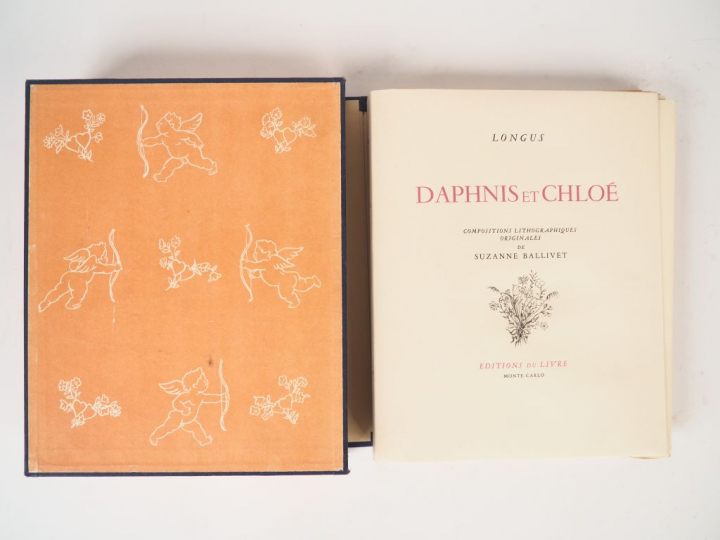 LONGUS
DAPHNIS ET CHLOÉ
COMPOSITIONS LITHOGRAPHIQUES
ORIGINALES
DE
SUZANNE BALLIVET
EDITIONS DU LIVRE
MONTE CARLO